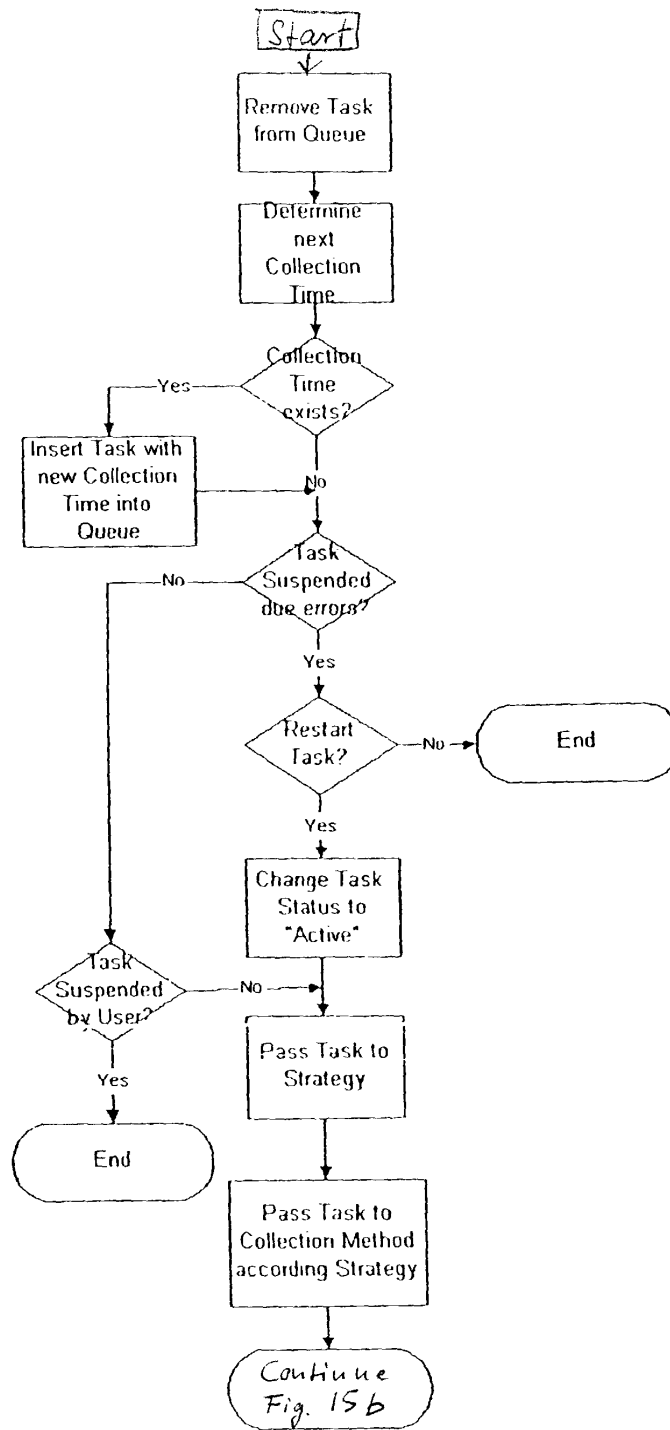 Start
Remove Task
from Queue
Determine
next
Collection
Time
Collection
Time
exists?
Yes
Insert Task with
new Collection
Time into
Queue
No
Task
Suspended
due errors?
No
Yes
Restart
Task?
No
End
Yes
Change Task
Status to
"Active"
Task
Suspended
by User?
No
Yes
Pass Task to
Strategy
End
Pass Task to
Collection Method
according Strategy
Continue
Fig. 15b